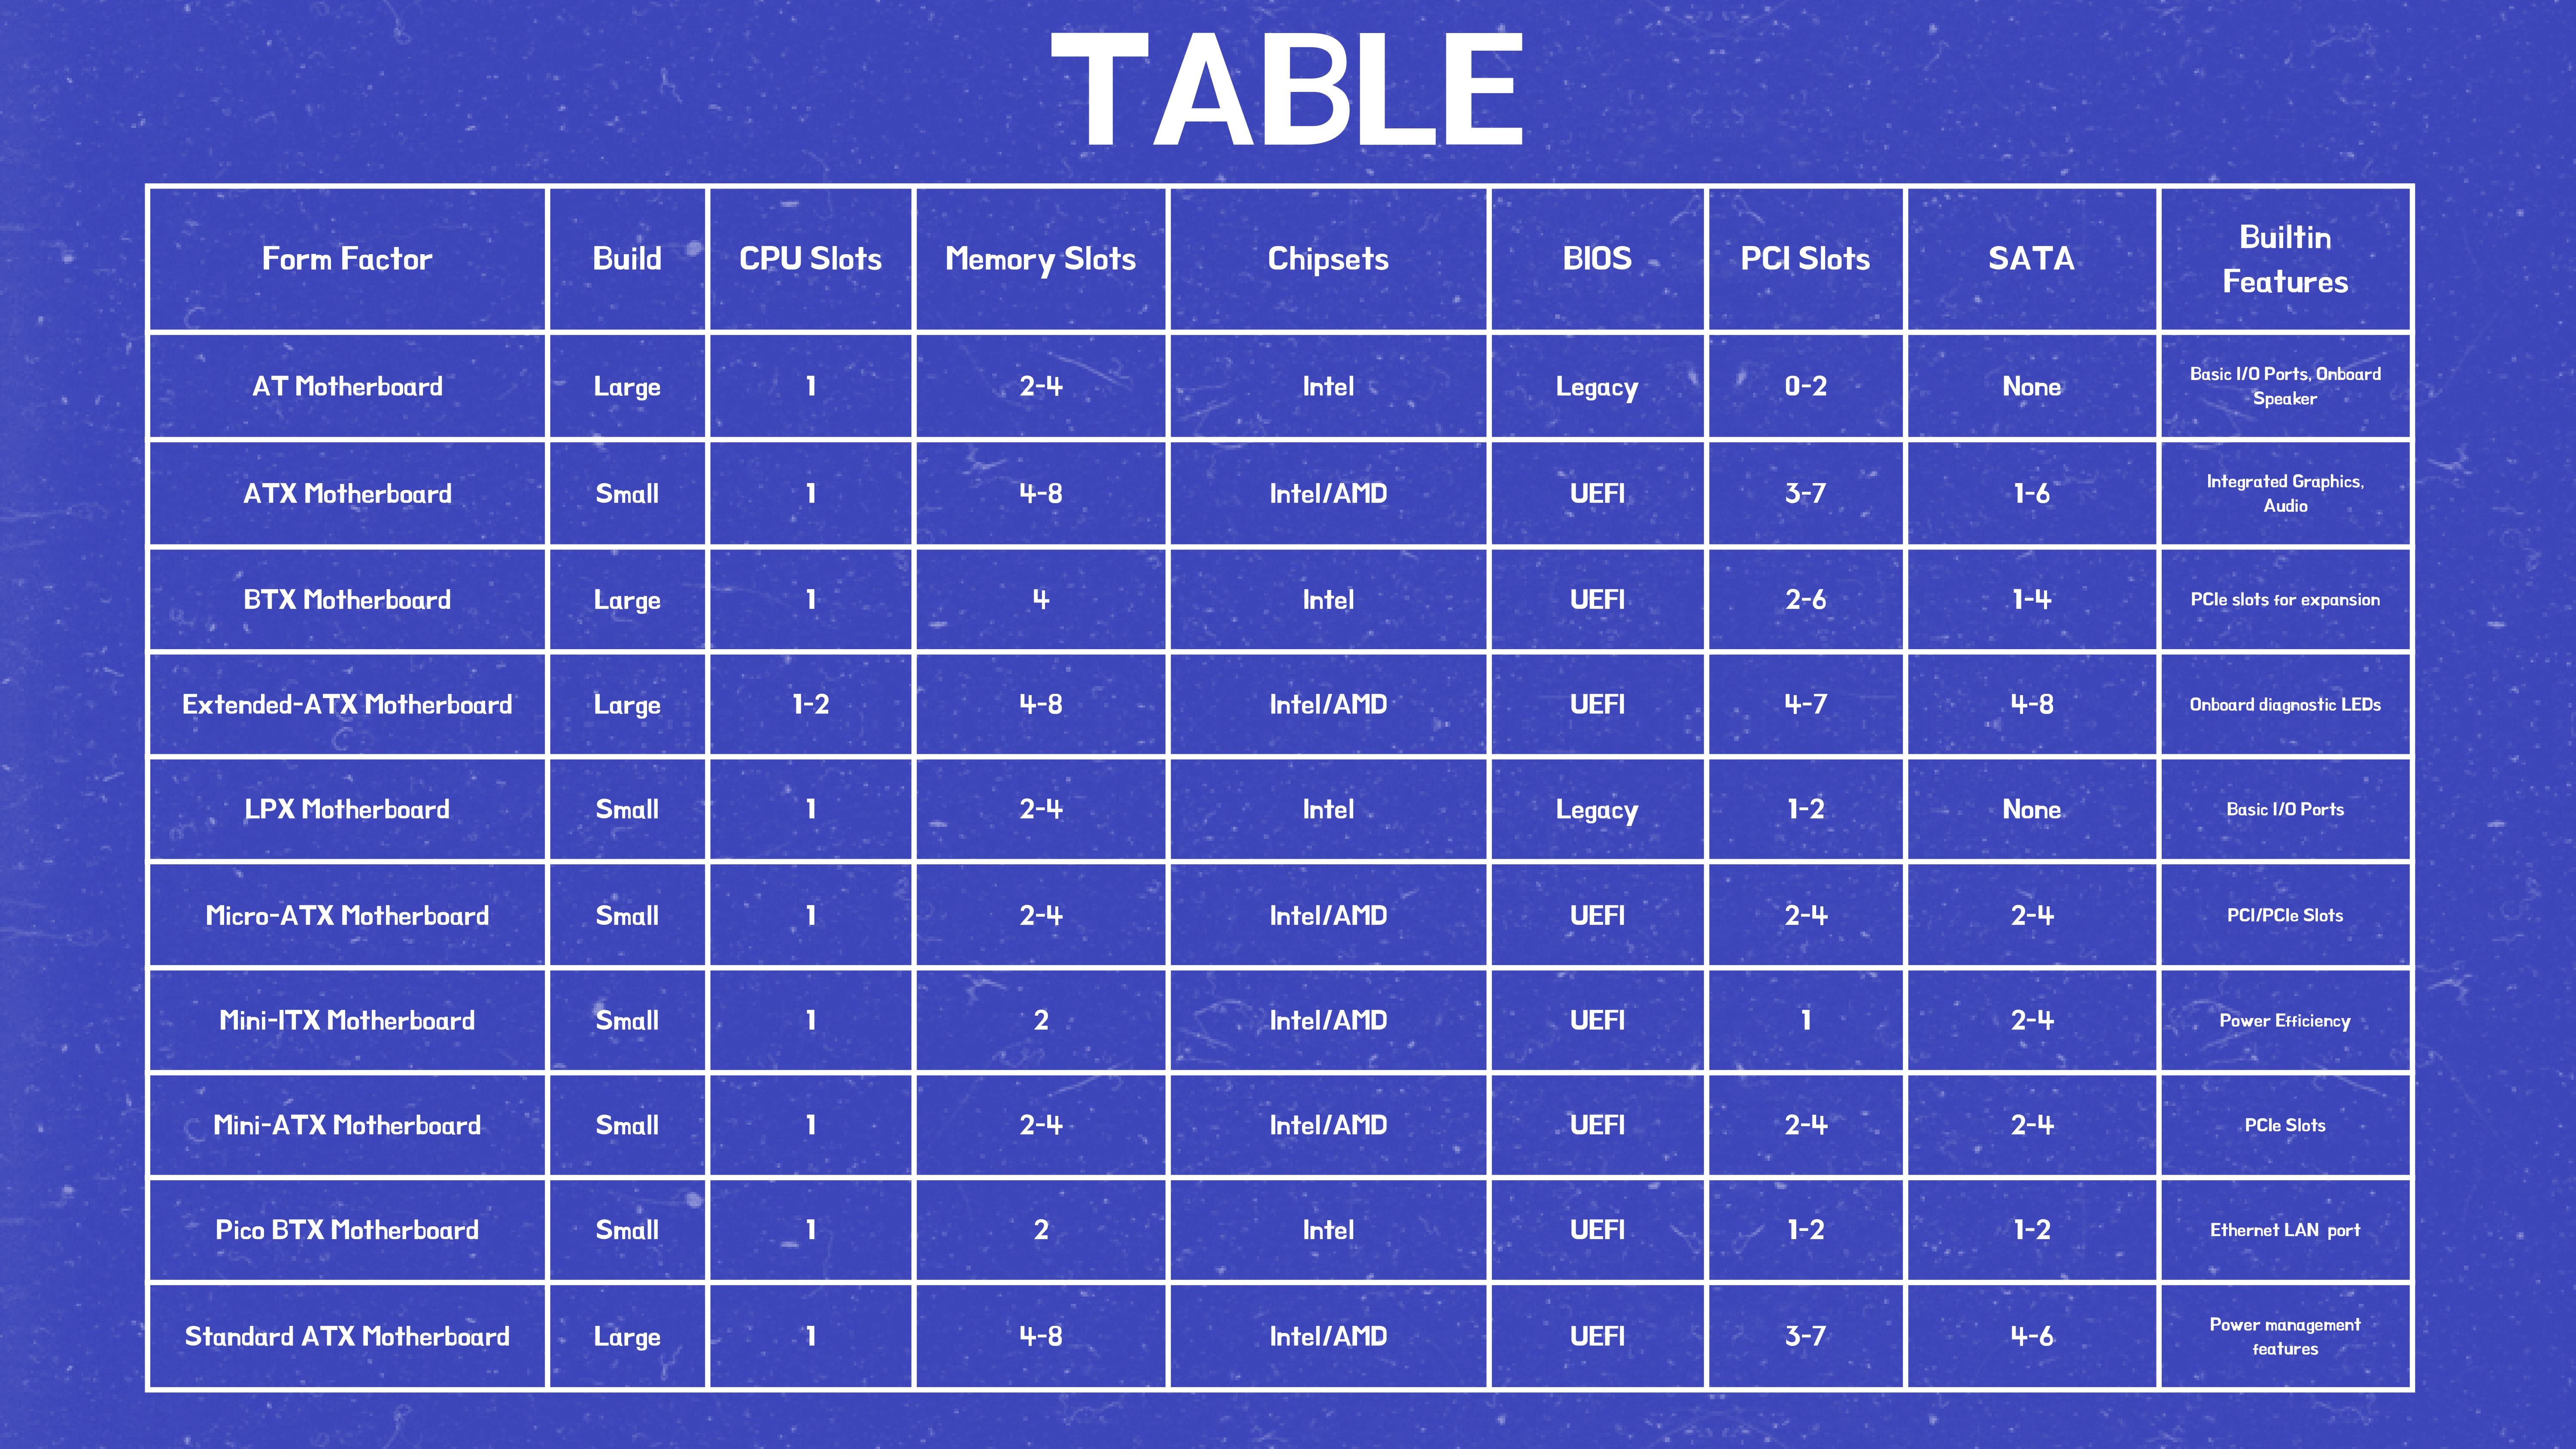 TABLE
Form Factor Build CPU Slots Memory Slots Chipsets BIOS PCI Slots SATA Builtin
Features
AT Motherboard Large 1 2-4 Intel Legacy 0-2 None Basic I/O Ports, Onboard
Speaker
ATX Motherboard Small 1 4-8 Intel/AMD UEFI 3-7 1-6 Integrated Graphics,
Audio
BTX Motherboard Large 1 4 Intel UEFI 2-6 1-4 PCIe slots for expansion
Extended-ATX Motherboard Large 1-2 4-8 Intel/AMD UEFI 4-7 4-8 Onboard diagnostic LEDs
LPX Motherboard Small 1 2-4 Intel Legacy 1-2 None Basic I/O Ports
Micro-ATX Motherboard Small 1 2-4 Intel/AMD UEFI 2-4 2-4 PCI/PCIe Slots
Mini-ITX Motherboard Small 1 2 Intel/AMD UEFI 1 2-4 Power Efficiency
Mini-ATX Motherboard Small 1 2-4 Intel/AMD UEFI 2-4 2-4 PCIe Slots
Pico BTX Motherboard Small 1 2 Intel UEFI 1-2 1-2 Ethernet LAN port
Standard ATX Motherboard Large 1 4-8 Intel/AMD UEFI 3-7 4-6 Power management
features